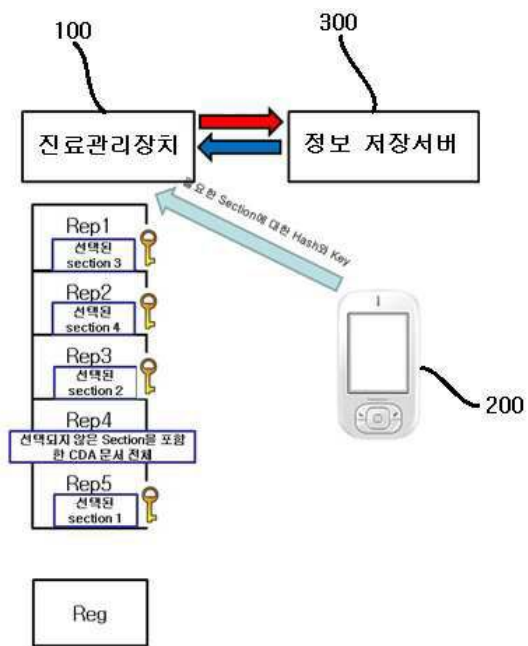 100
300
진료관리장치
정보 저장서버
필요한 Section에 대한 Hash와 Key
Rep1
선택된
section 3
Rep2
선택된
section 4
Rep3
선택된
section 2
200
Rep4
선택되지 않은 Section을 포함
한 CDA 문서 전체
Rep5
선택된
section 1
Reg